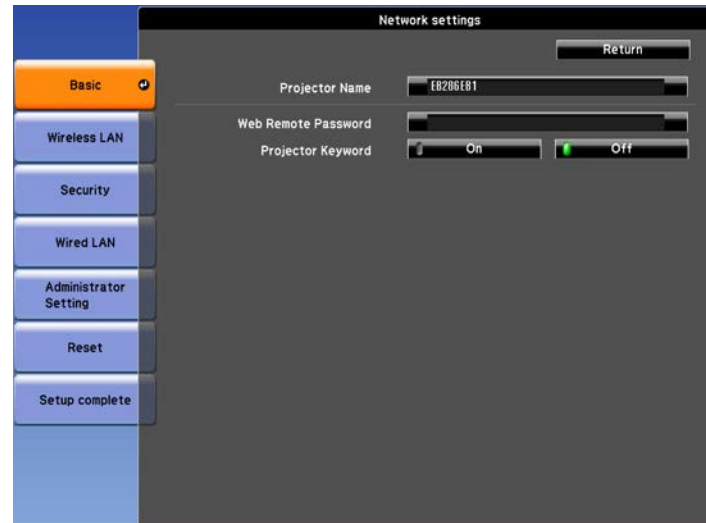 Network settings
Return
Basic
Projector Name EB286EB1
Web Remote Password
Projector Keyword On Off
Wireless LAN
Security
Wired LAN
Administrator
Setting
Reset
Setup complete